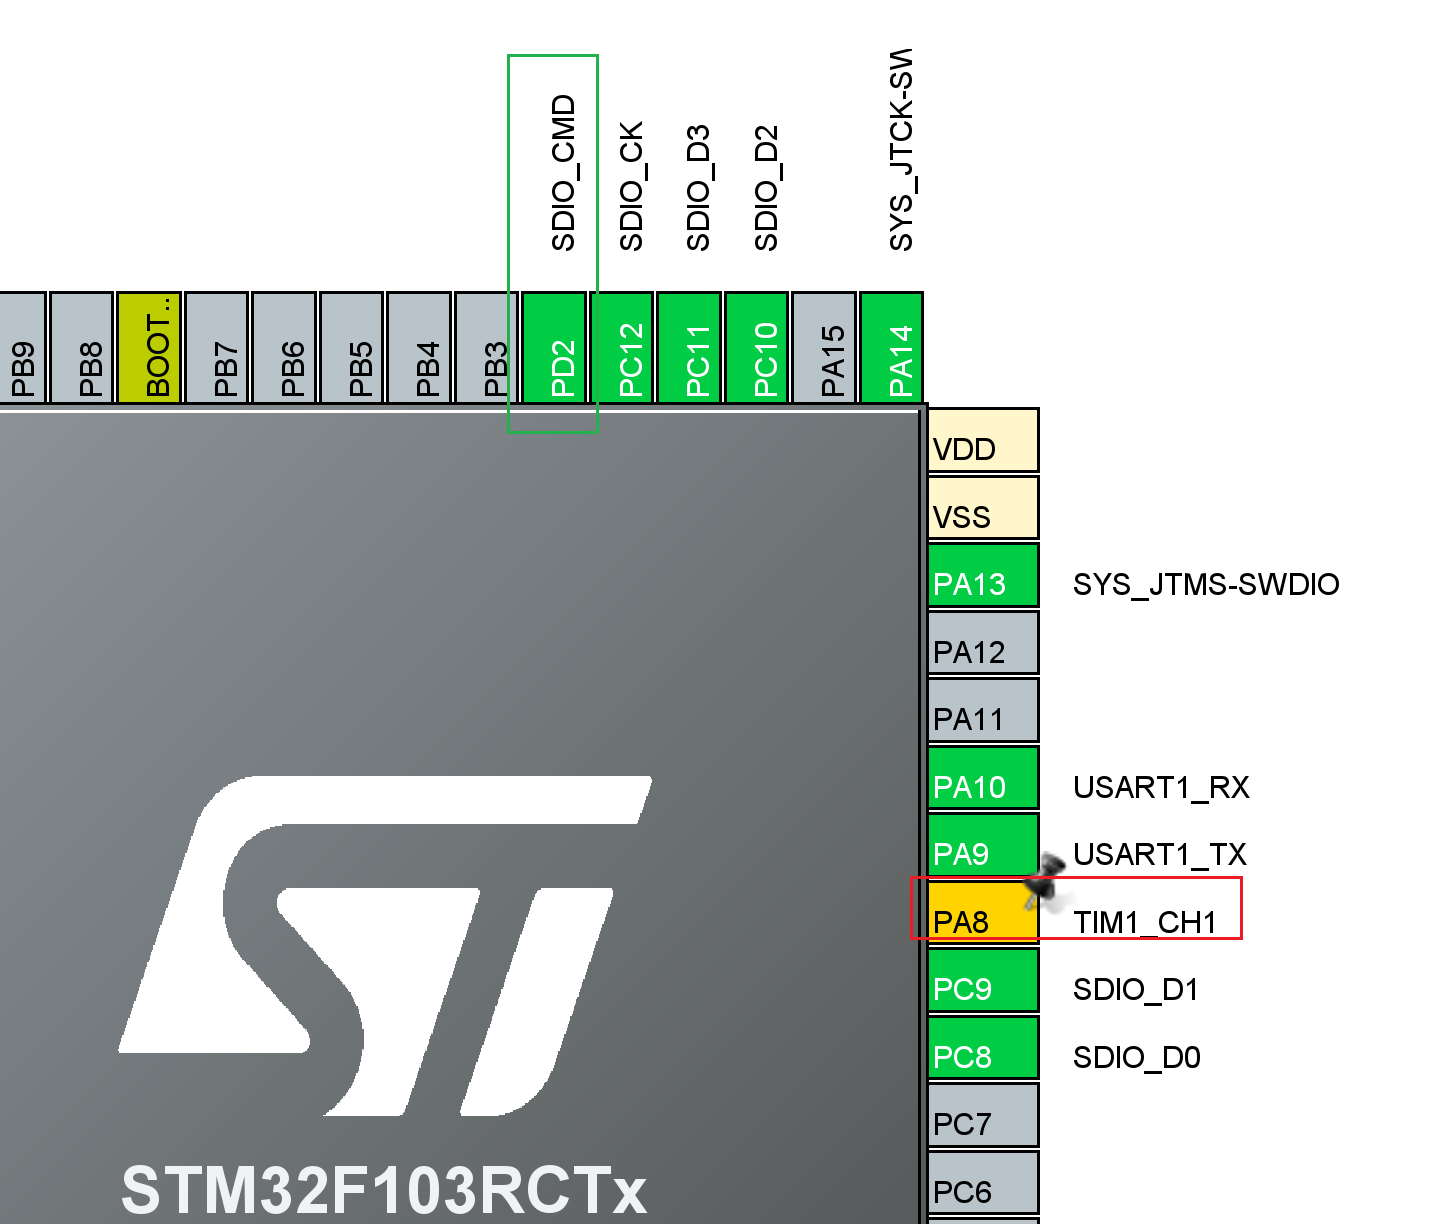 SDIO_CMD
SDIO_CK
SDIO_D3
SDIO_D2
SYS_JTCK-SW
PB9
PB8
BOOT..
PB7
PB6
PB5
PB4
PB3
PD2
PC12
PC11
PC10
PA15
PA14
VDD
VSS
PA13 SYS_JTMS-SWDIO
PA12
PA11
PA10 USART1_RX
PA9 USART1_TX
PA8 TIM1_CH1
PC9 SDIO_D1
PC8 SDIO_D0
PC7
PC6
STM32F103RCTx